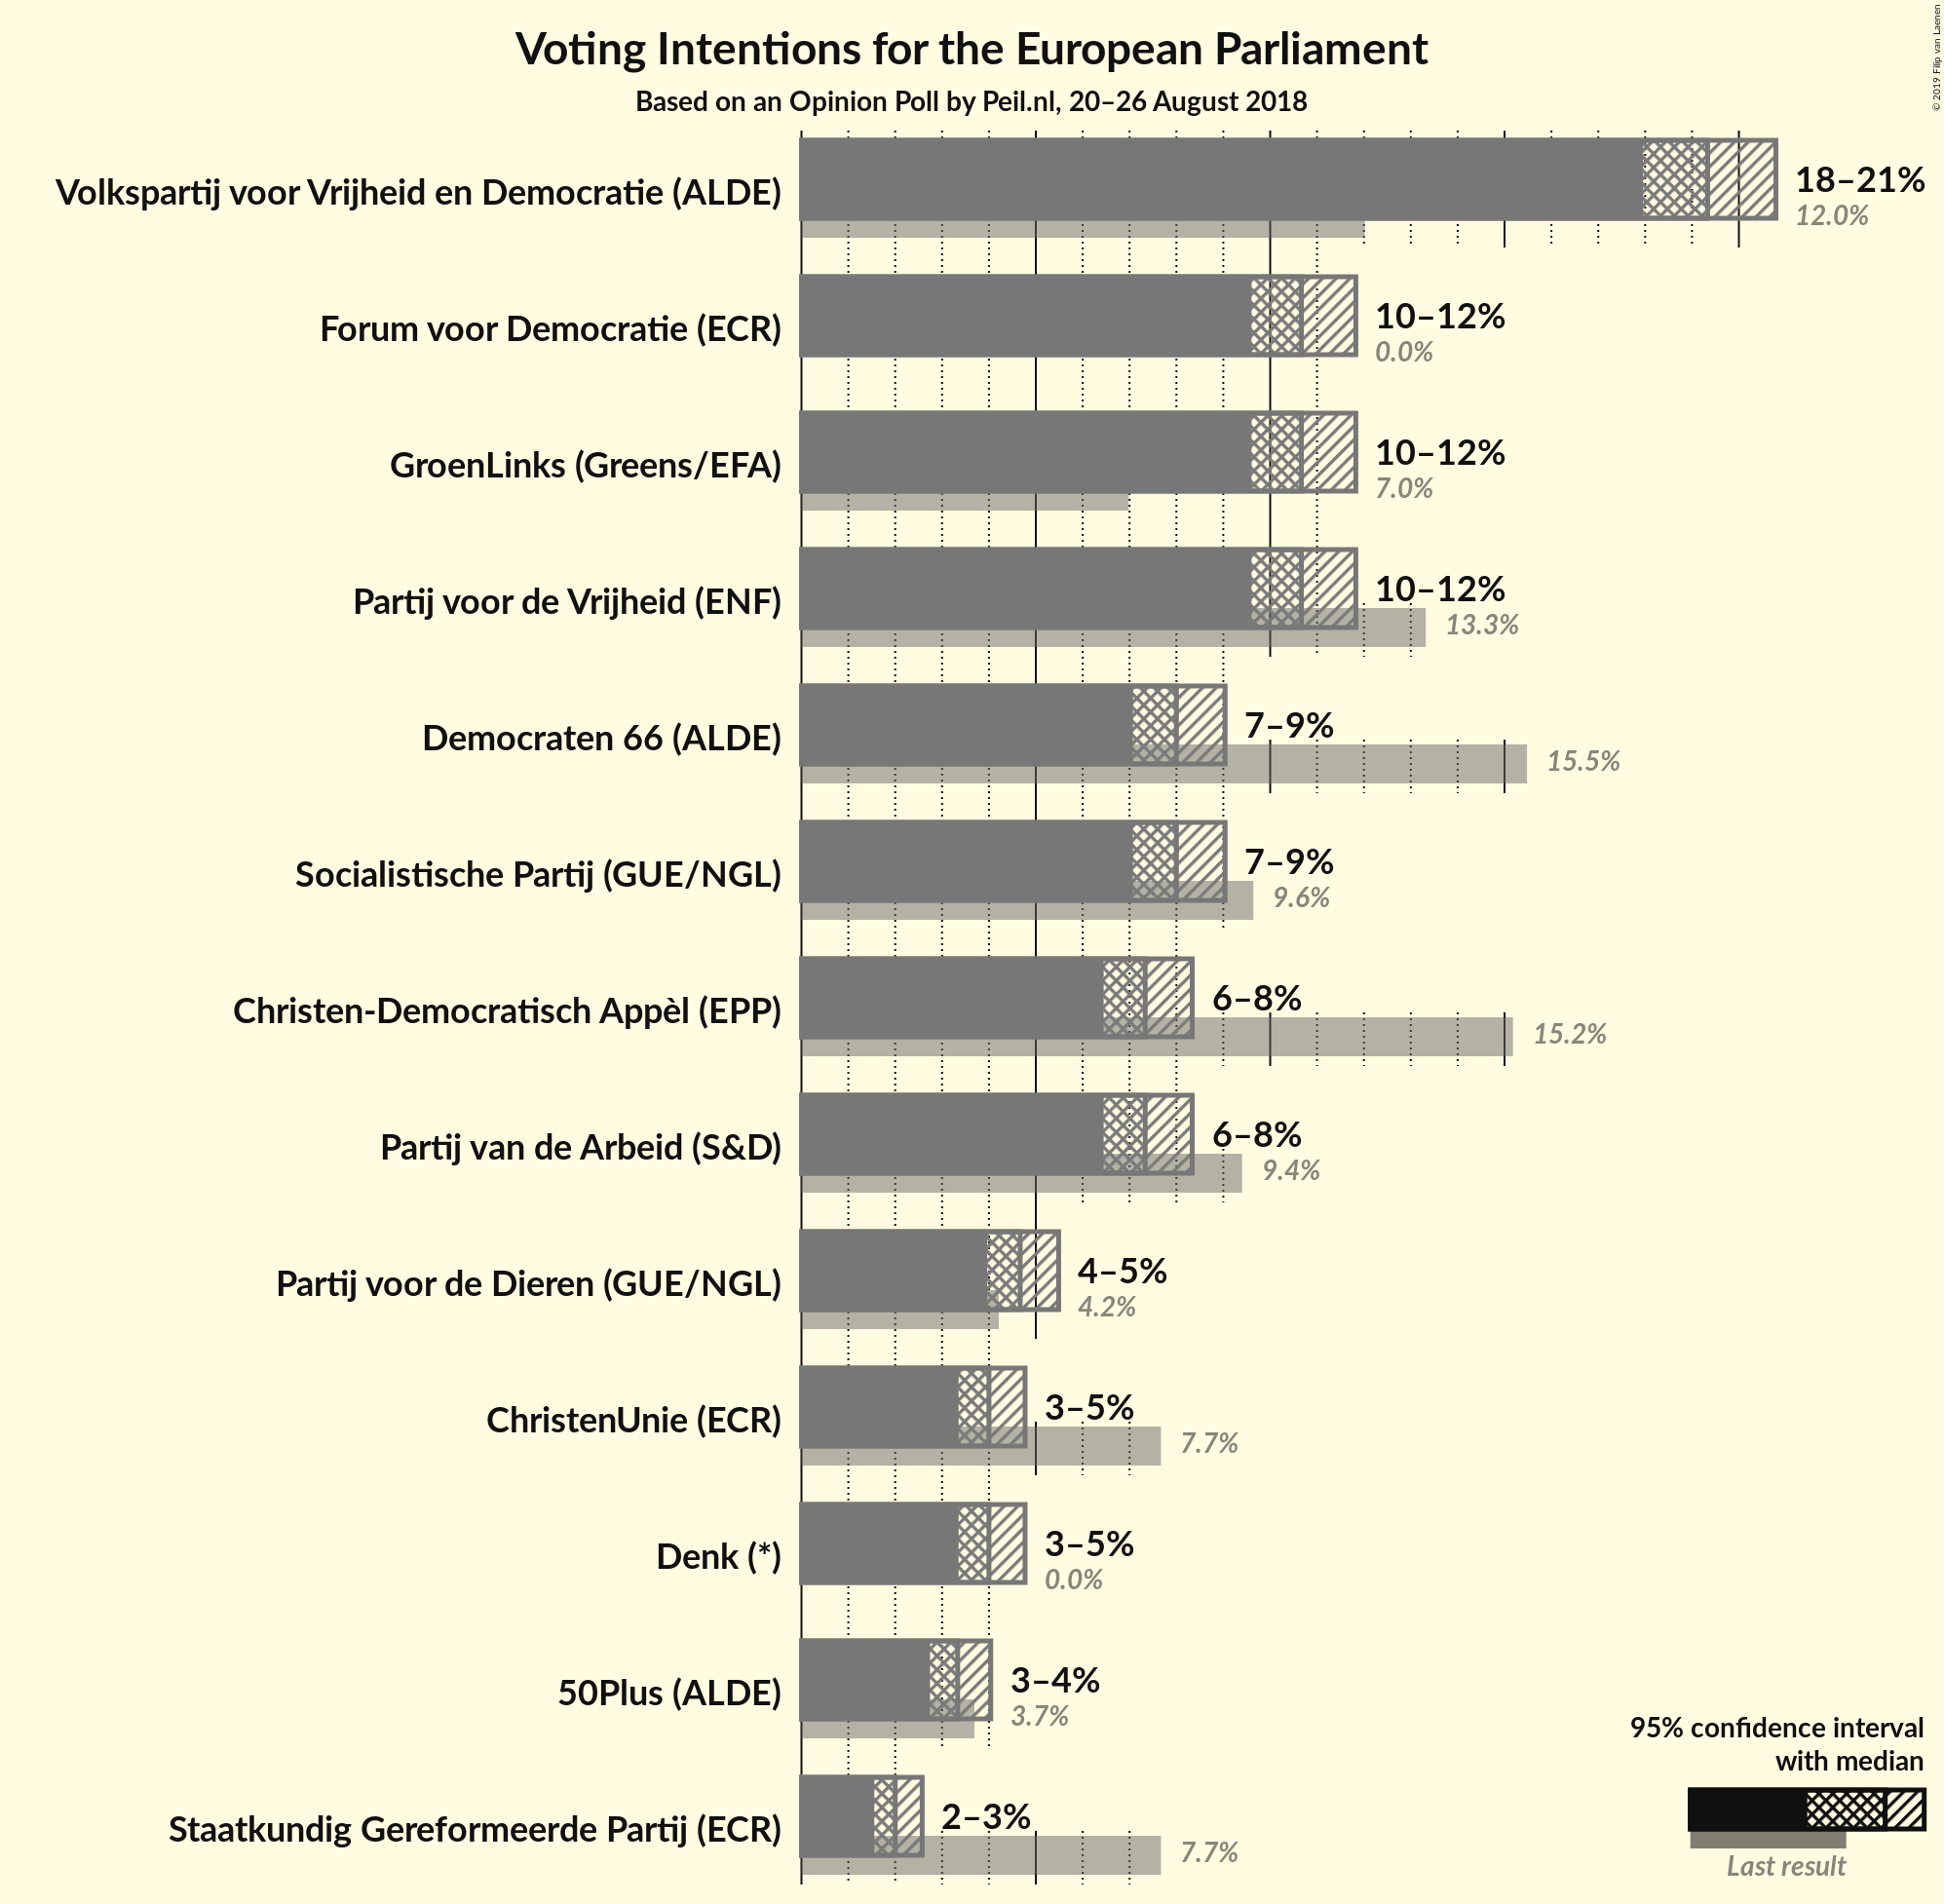 Voting Intentions for the European Parliament
Based on an Opinion Poll by Peil.nl, 20–26 August 2018
© 2019 Filip van Laenen
Volkspartij voor Vrijheid en Democratie (ALDE)
18–21%
12.0%
Forum voor Democratie (ECR)
10–12%
0.0%
GroenLinks (Greens/EFA)
10–12%
7.0%
Partij voor de Vrijheid (ENF)
10–12%
13.3%
Democraten 66 (ALDE)
7–9%
15.5%
Socialistische Partij (GUE/NGL)
7–9%
9.6%
Christen-Democratisch Appèl (EPP)
6–8%
15.2%
Partij van de Arbeid (S&D)
6–8%
9.4%
Partij voor de Dieren (GUE/NGL)
4–5%
4.2%
ChristenUnie (ECR)
3–5%
7.7%
Denk (*)
3–5%
0.0%
50Plus (ALDE)
3–4%
3.7%
Staatkundig Gereformeerde Partij (ECR)
2–3%
7.7%
95% confidence interval
with median
Last result